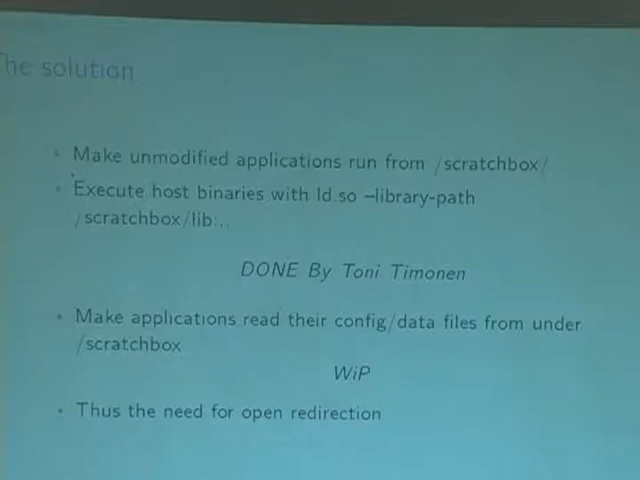 The solution
• Make unmodified applications run from /scratchbox/
• Execute host binaries with ld.so –library-path
/scratchbox/lib:..
DONE By Toni Timonen
• Make applications read their config/data files from under
/scratchbox
WiP
• Thus the need for open redirection